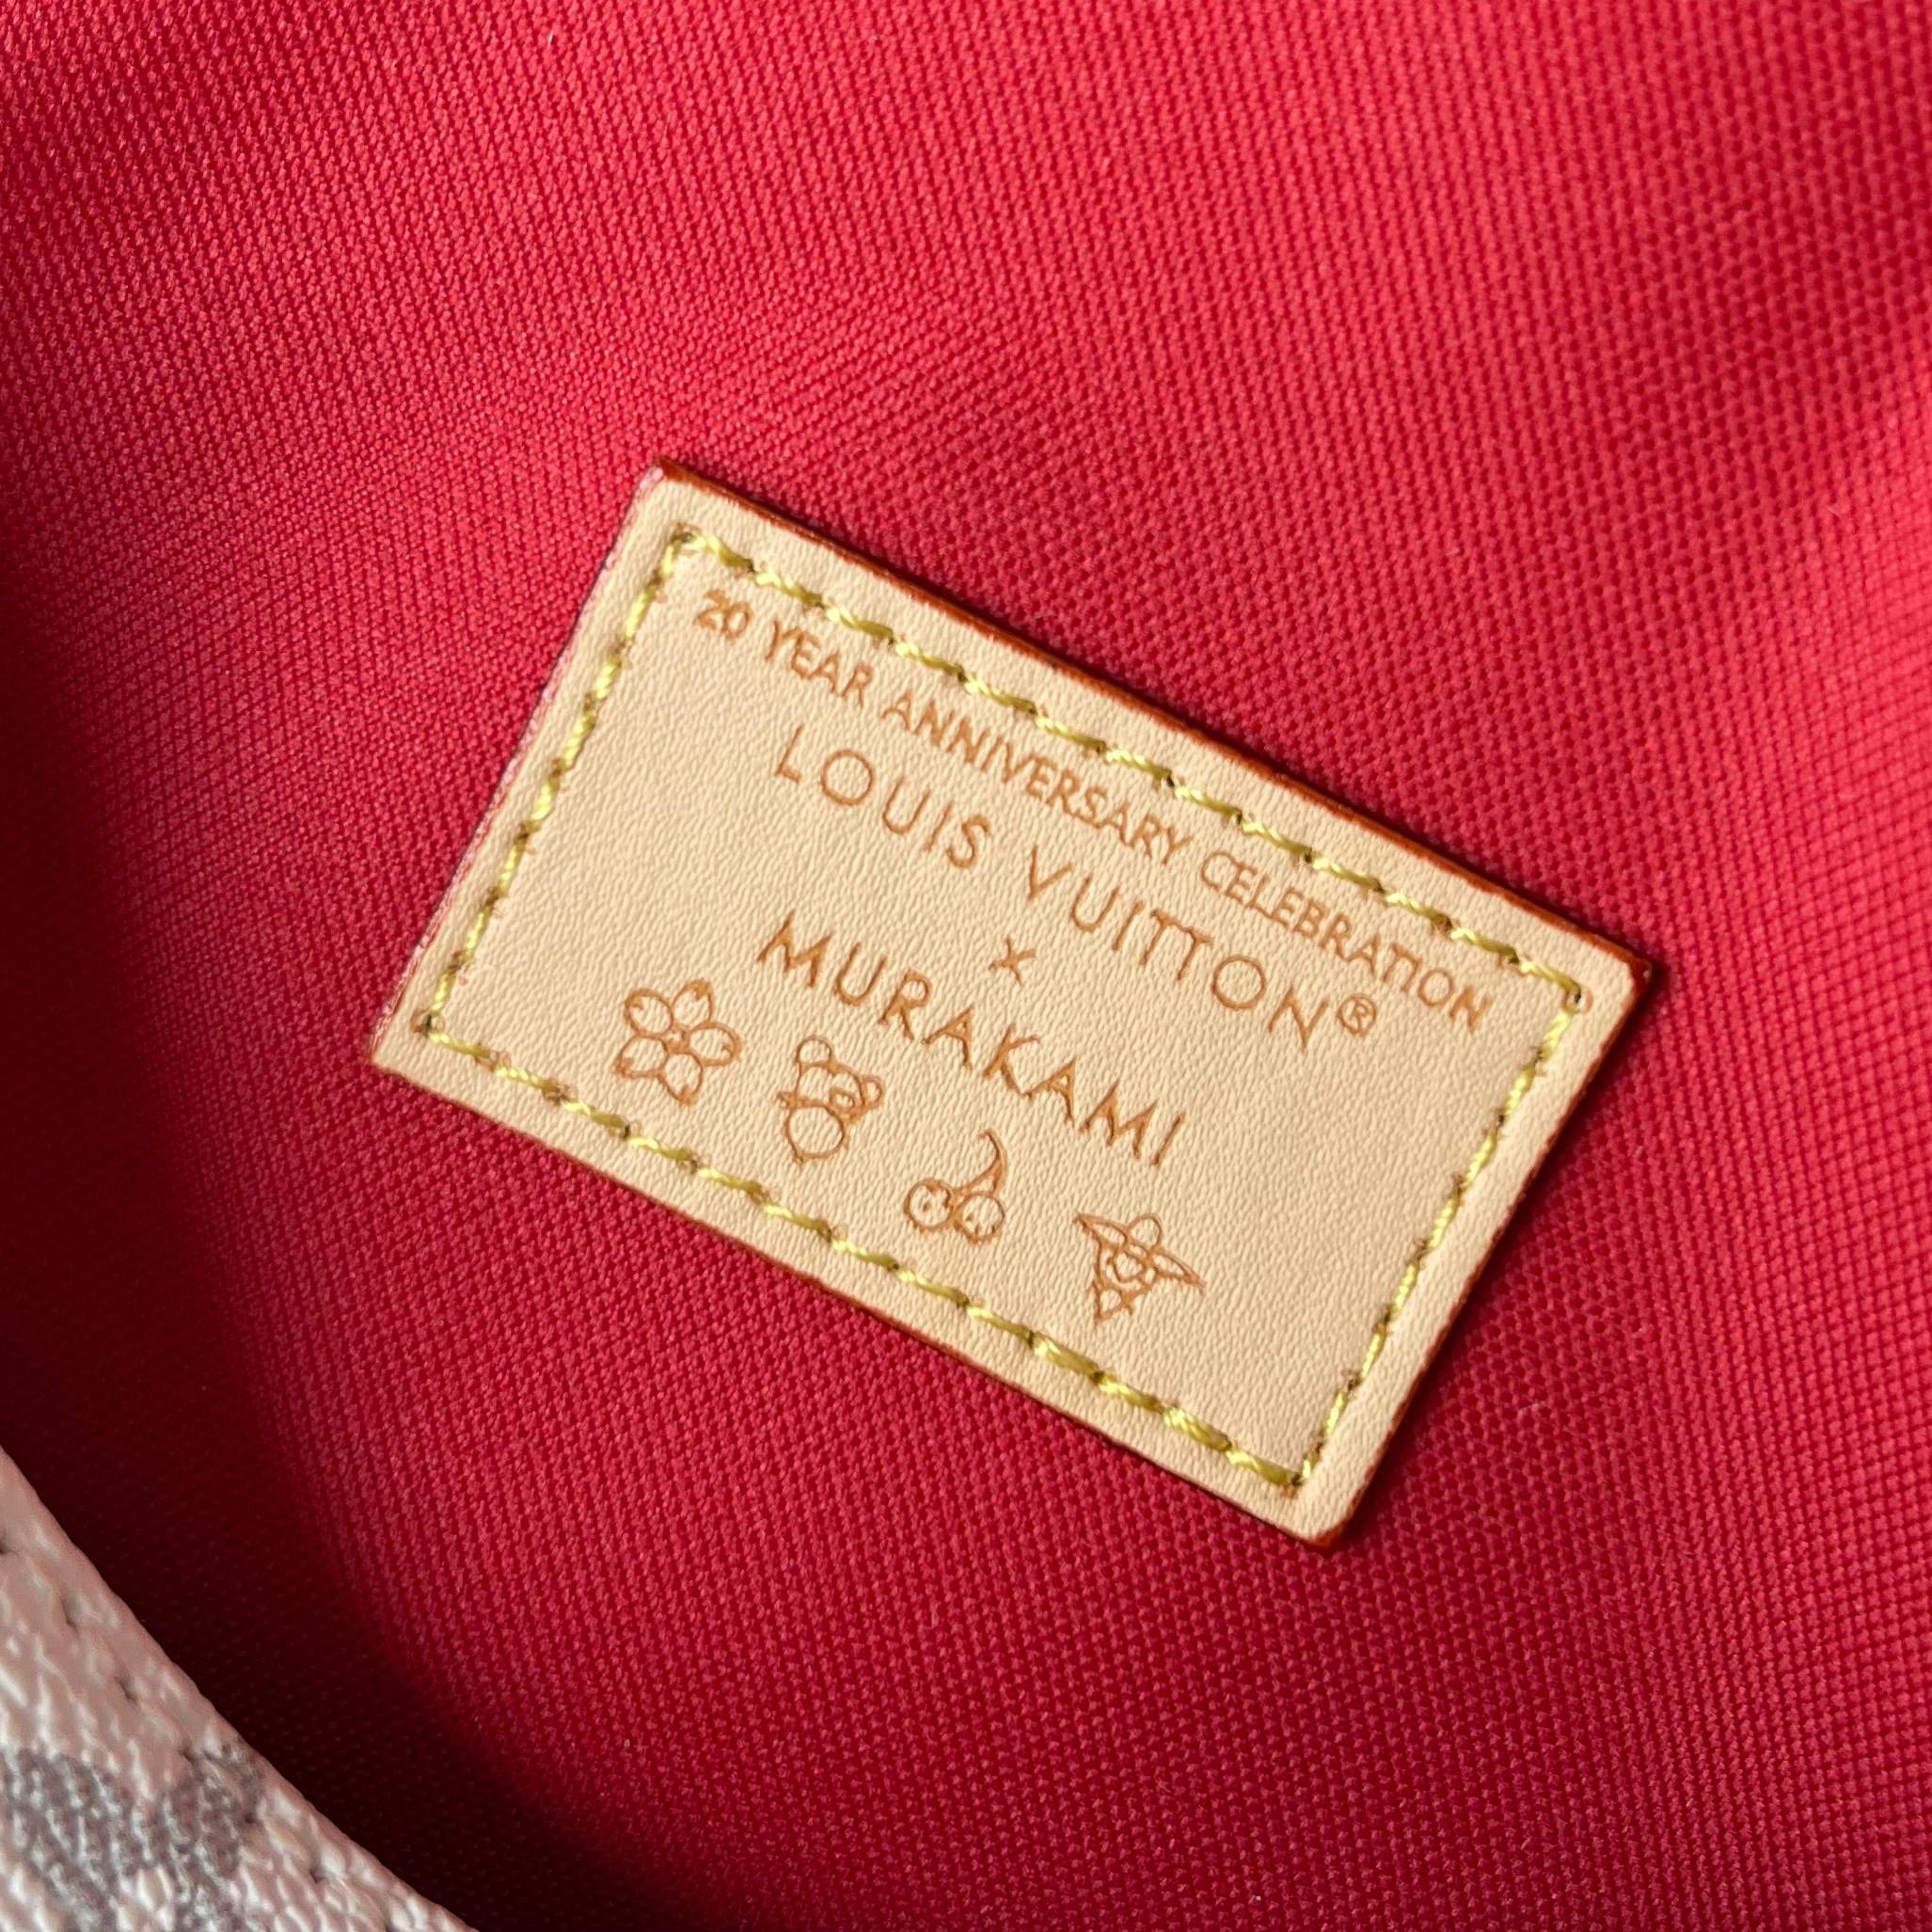 20 YEAR ANNIVERSARY CELEBRATION
LOUIS VUITTON®
x
MURAKAMI